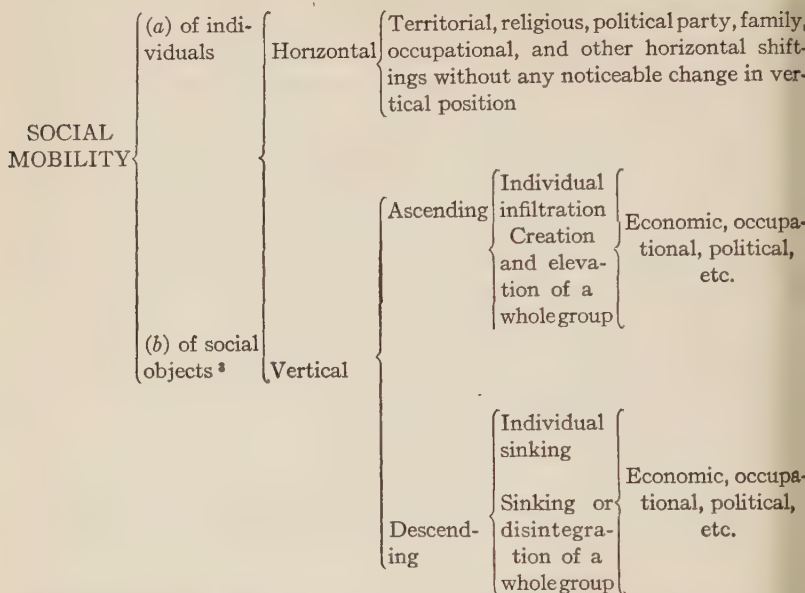 SOCIAL
MOBILITY
(a) of indi-
viduals
(b) of social
objects ³
Horizontal
Territorial, religious, political party, family,
occupational, and other horizontal shift-
ings without any noticeable change in ver-
tical position
Vertical
Ascending
Individual
infiltration
Creation
and eleva-
tion of a
whole group
Economic, occupa-
tional, political,
etc.
Descend-
ing
Individual
sinking
Sinking or
disintegra-
tion of a
whole group
Economic, occupa-
tional, political,
etc.